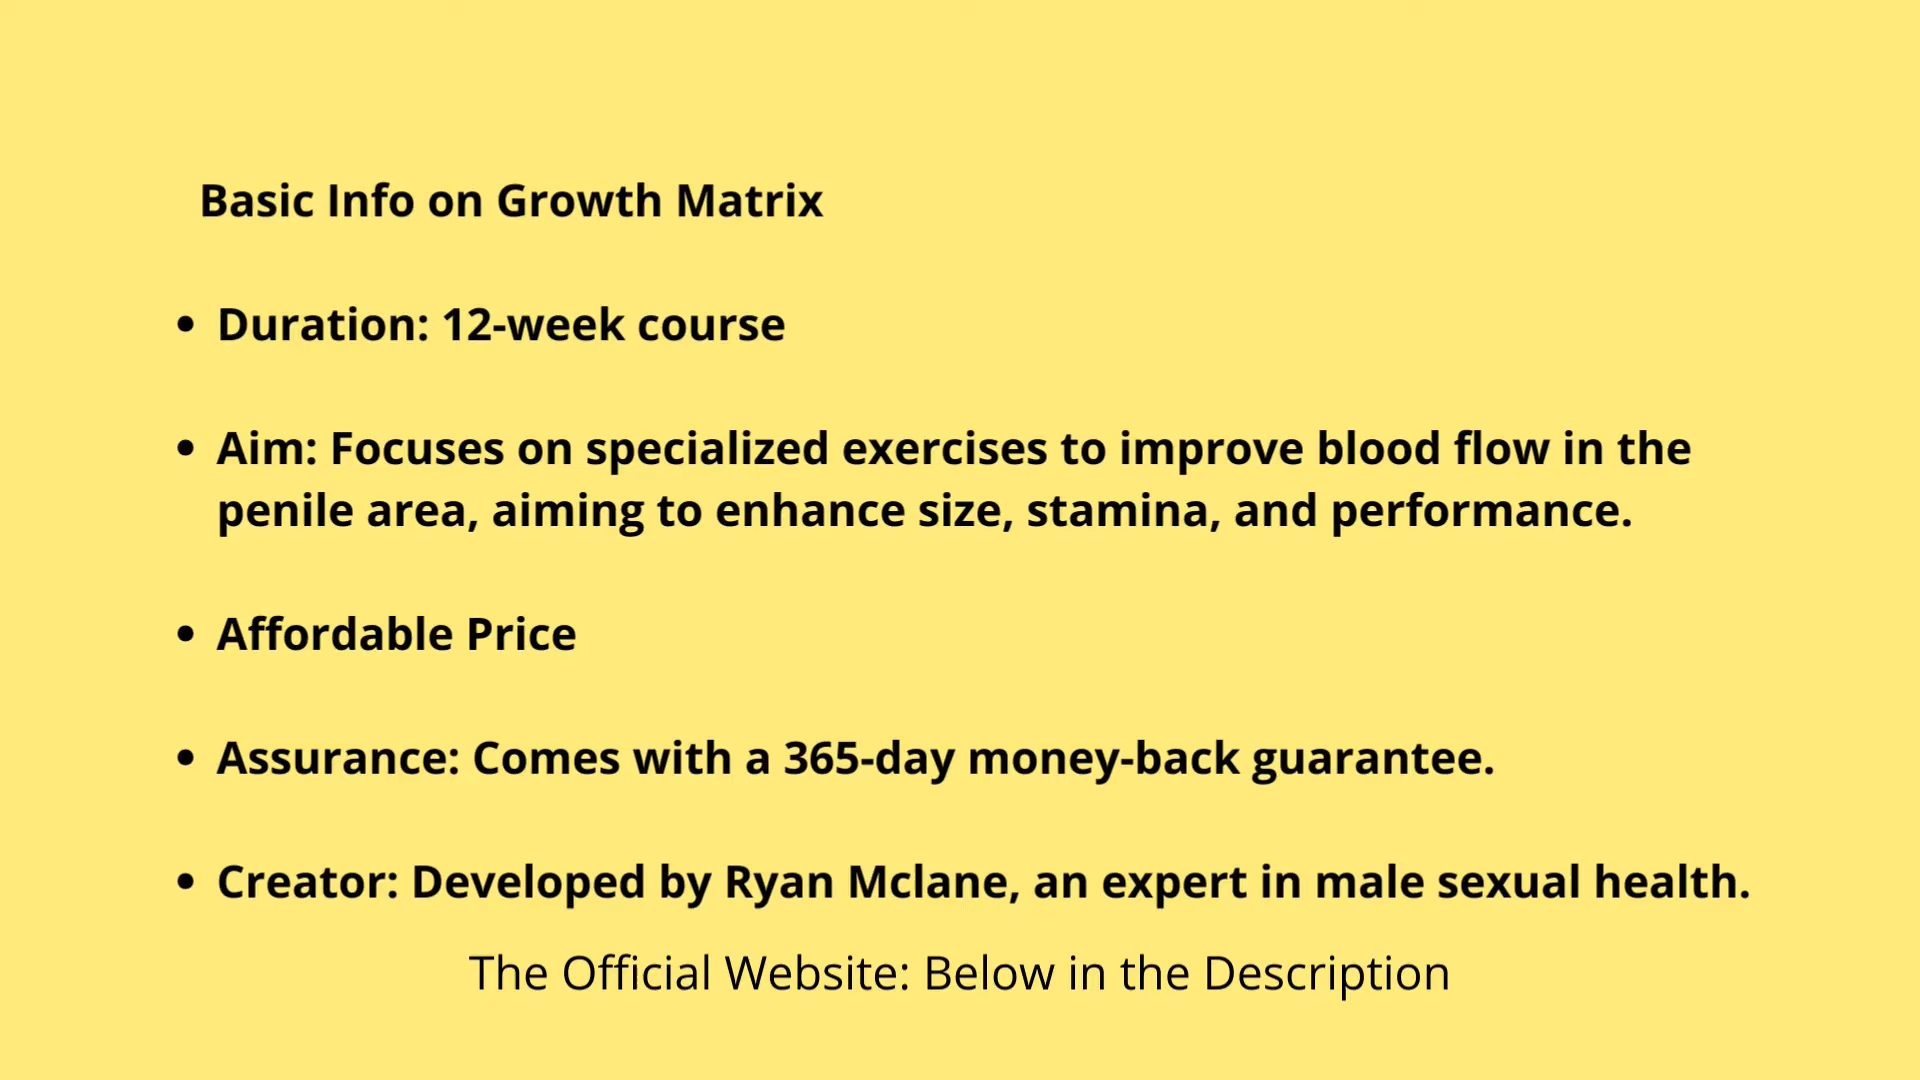 Basic Info on Growth Matrix
• Duration: 12-week course
• Aim: Focuses on specialized exercises to improve blood flow in the
penile area, aiming to enhance size, stamina, and performance.
• Affordable Price
• Assurance: Comes with a 365-day money-back guarantee.
• Creator: Developed by Ryan Mclane, an expert in male sexual health.
The Official Website: Below in the Description